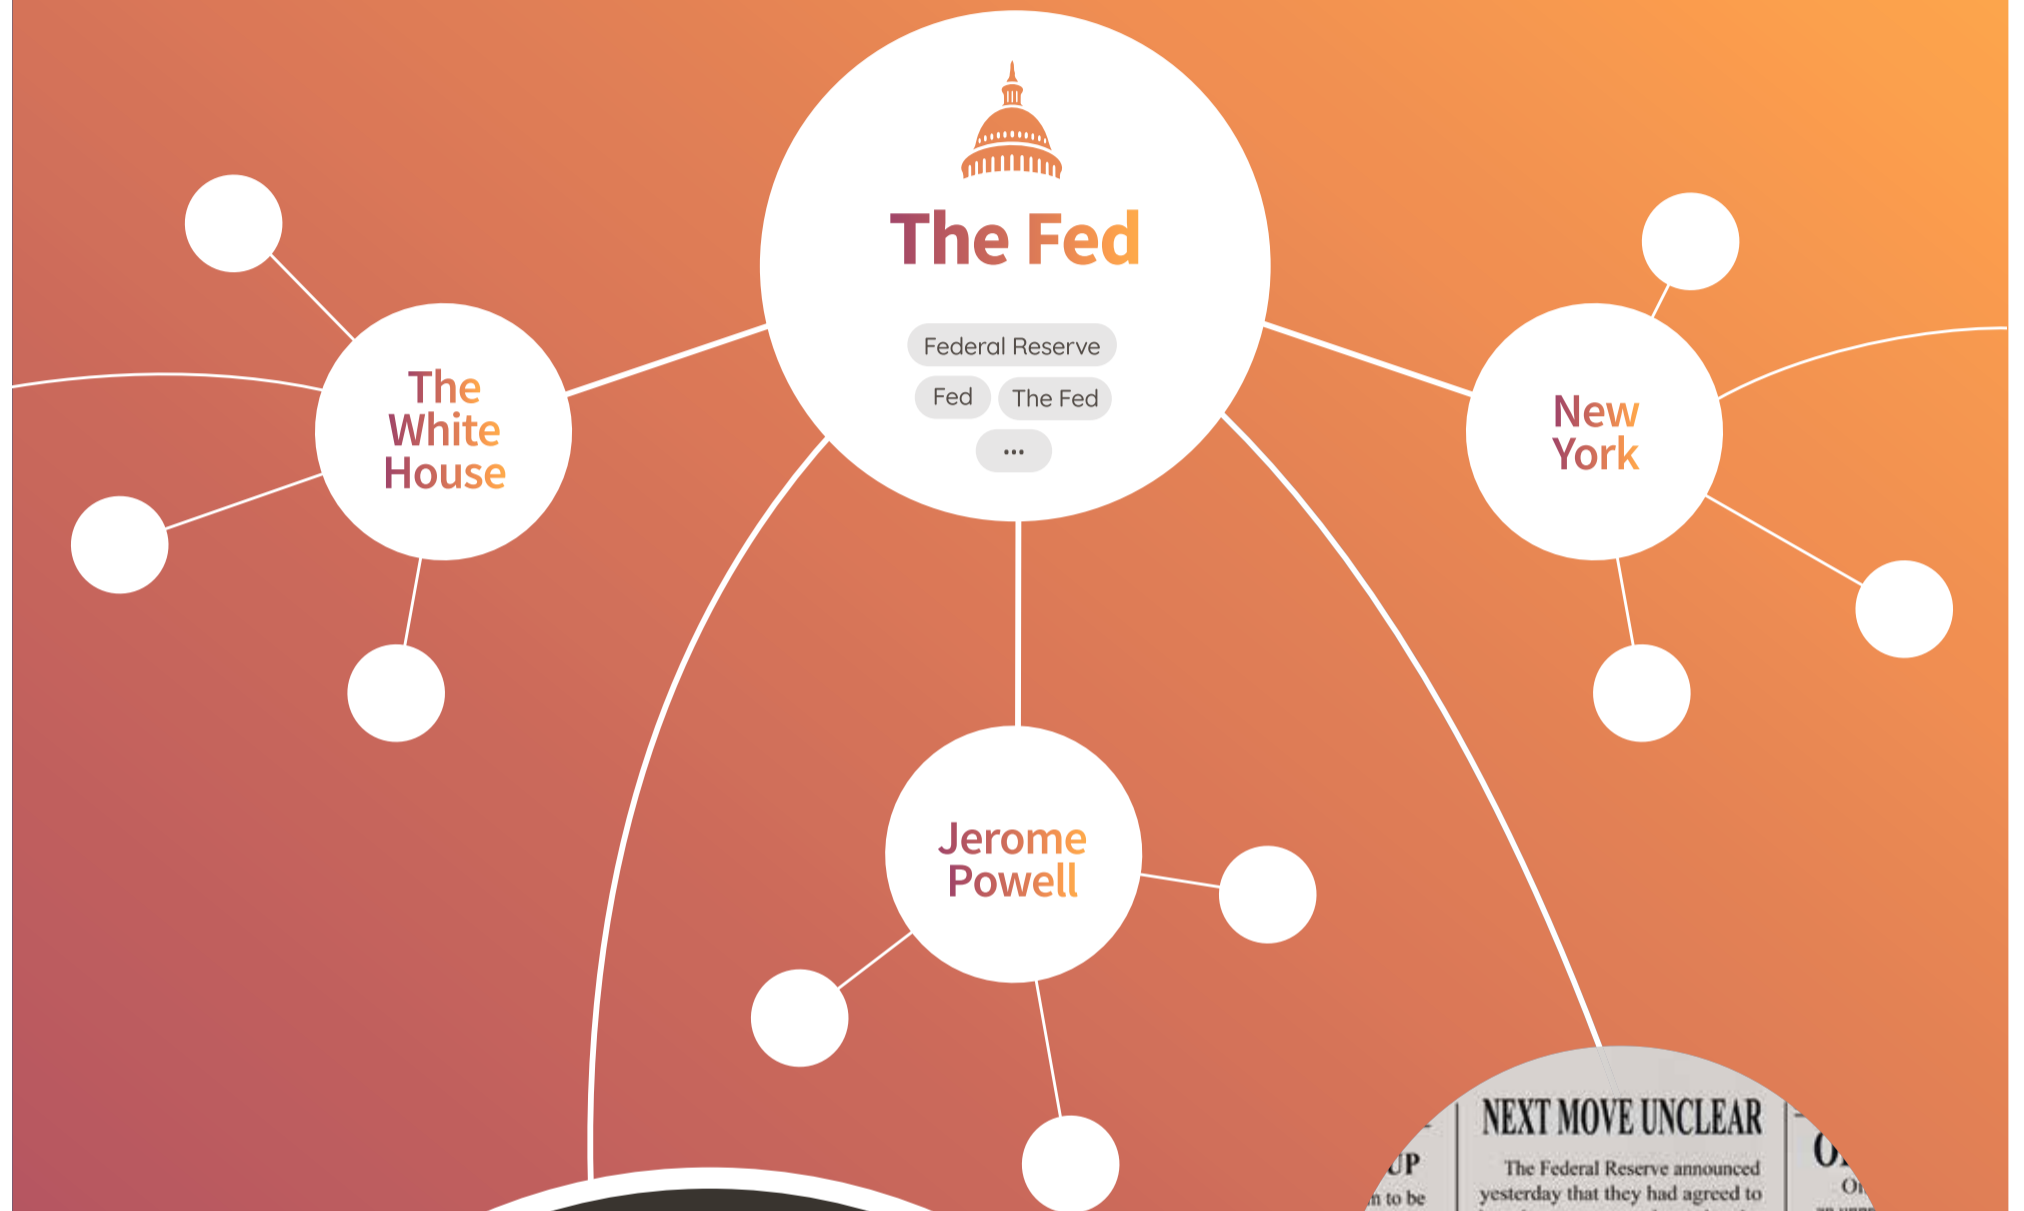 The Fed
Federal Reserve
Fed
The Fed
...
The
White
House
New
York
Jerome
Powell
NEXT MOVE UNCLEAR
The Federal Reserve announced
yesterday that they had agreed to
UP
to be